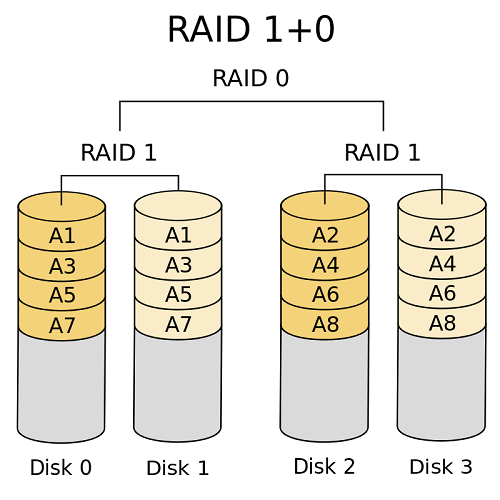 RAID 1+0
RAID 0
RAID 1 RAID 1
A1 A1 A2 A2
A3 A3 A4 A4
A5 A5 A6 A6
A7 A7 A8 A8
Disk 0 Disk 1 Disk 2 Disk 3